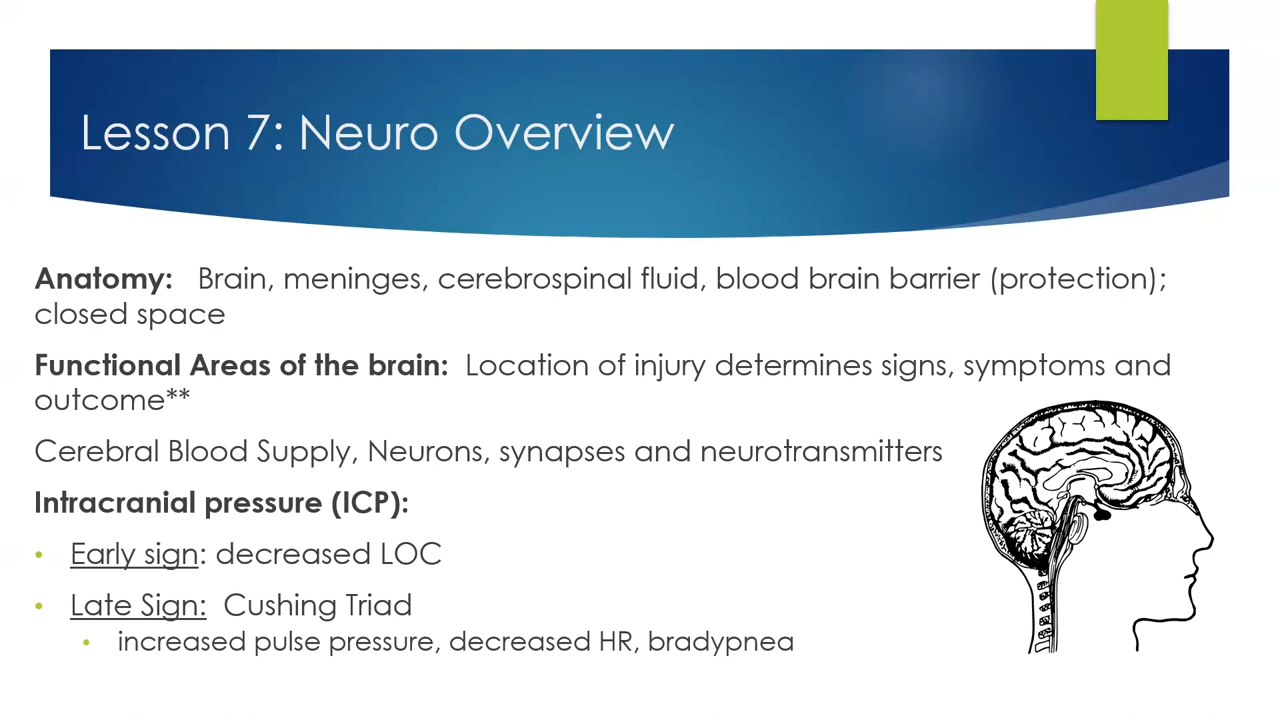 Lesson 7: Neuro Overview
Anatomy: Brain, meninges, cerebrospinal fluid, blood brain barrier (protection);
closed space
Functional Areas of the brain: Location of injury determines signs, symptoms and
outcome**
Cerebral Blood Supply, Neurons, synapses and neurotransmitters
Intracranial pressure (ICP):
• Early sign: decreased LOC
• Late Sign: Cushing Triad
• increased pulse pressure, decreased HR, bradypnea